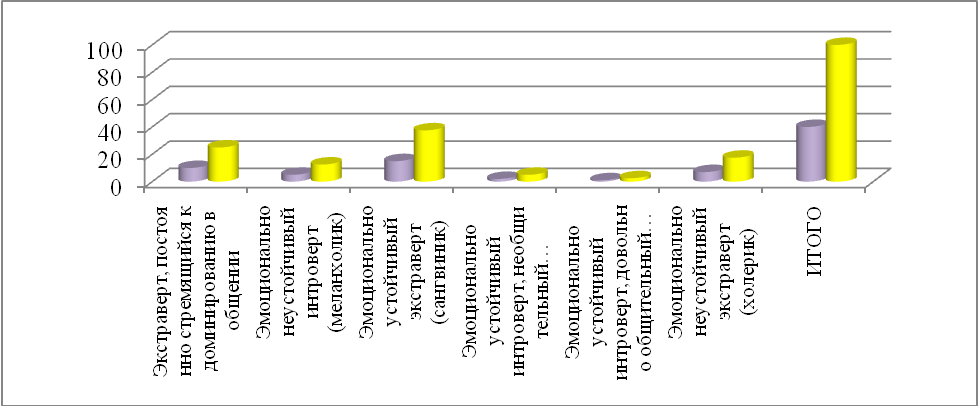 100
80
60
40
20
0
Экстраверт, постоя
нно стремящийся к
доминированию в
общении
Эмоционально
неустойчивый
интроверт
(меланхолик)
Эмоционально
устойчивый
экстраверт
(сангвиник)
Эмоционально
устойчивый
интроверт, необщи
тельный…
Эмоционально
устойчивый
интроверт, довольн
о общительный…
Эмоционально
неустойчивый
экстраверт
(холерик)
ИТОГО